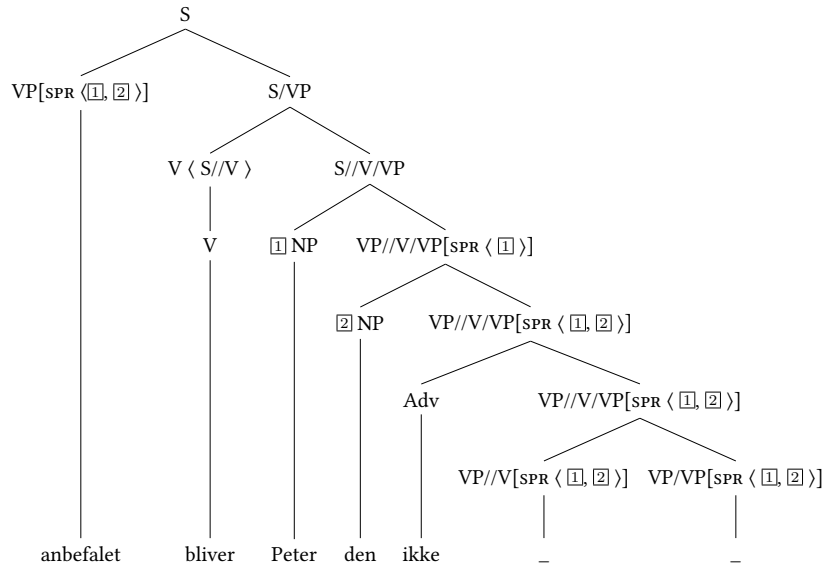 S
VP[SPR ⟨1, 2 ⟩] S/VP
V ⟨ S//V ⟩ S//V/VP
V 1 NP VP//V/VP[SPR ⟨ 1 ⟩]
2 NP VP//V/VP[SPR ⟨ 1, 2 ⟩]
Adv VP//V/VP[SPR ⟨ 1, 2 ⟩]
VP//V[SPR ⟨ 1, 2 ⟩] VP/VP[SPR ⟨ 1, 2 ⟩]
anbefalet bliver Peter den ikke _ _